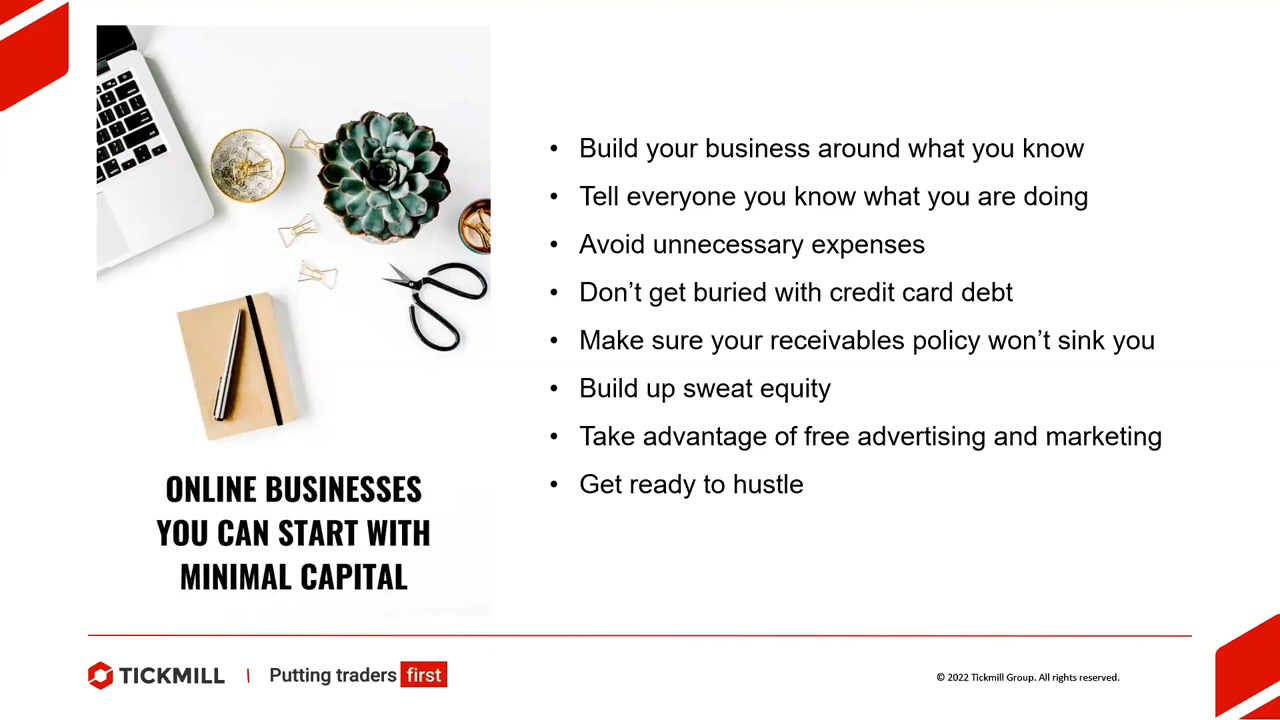 • Build your business around what you know
• Tell everyone you know what you are doing
• Avoid unnecessary expenses
• Don’t get buried with credit card debt
• Make sure your receivables policy won’t sink you
• Build up sweat equity
• Take advantage of free advertising and marketing
• Get ready to hustle
ONLINE BUSINESSES
YOU CAN START WITH
MINIMAL CAPITAL
TICKMILL | Putting traders first
© 2022 Tickmill Group. All rights reserved.